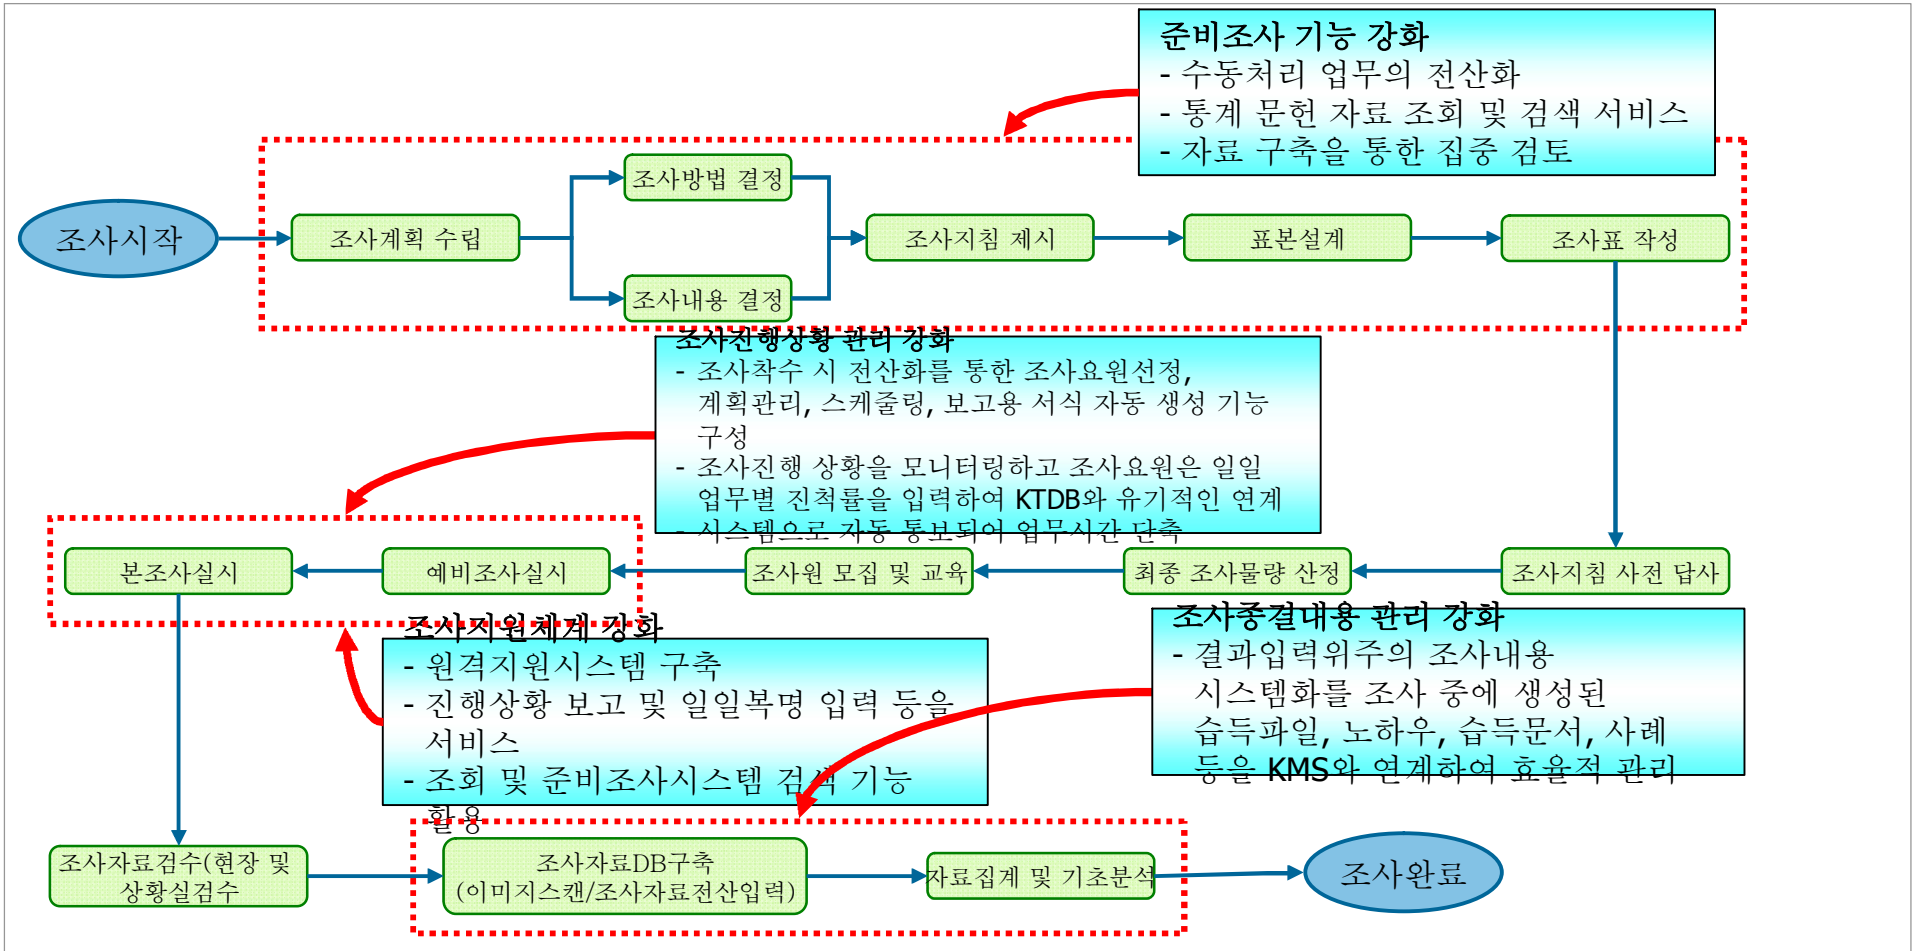 준비조사 기능 강화
- 수동처리 업무의 전산화
- 통계 문헌 자료 조회 및 검색 서비스
- 자료 구축을 통한 집중 검토
조사시작
조사계획 수립
조사방법 결정
조사내용 결정
조사지침 제시
표본설계
조사표 작성
조사진행상황 관리 강화
- 조사착수 시 전산화를 통한 조사요원선정,
계획관리, 스케줄링, 보고용 서식 자동 생성 기능
구성
- 조사진행 상황을 모니터링하고 조사요원은 일일
업무별 진척률을 입력하여 KTDB와 유기적인 연계
- 시스템으로 자동 통보되어 업무시간 단축
본조사실시
예비조사실시
조사원 모집 및 교육
최종 조사물량 산정
조사지침 사전 답사
조사지원체계 강화
- 원격지원시스템 구축
- 진행상황 보고 및 일일복명 입력 등을
서비스
- 조회 및 준비조사시스템 검색 기능
활용
조사종결내용 관리 강화
- 결과입력위주의 조사내용
시스템화를 조사 중에 생성된
습득파일, 노하우, 습득문서, 사례
등을 KMS와 연계하여 효율적 관리
조사자료검수(현장 및
상황실검수
조사자료DB구축
(이미지스캔/조사자료전산입력)
자료집계 및 기초분석
조사완료